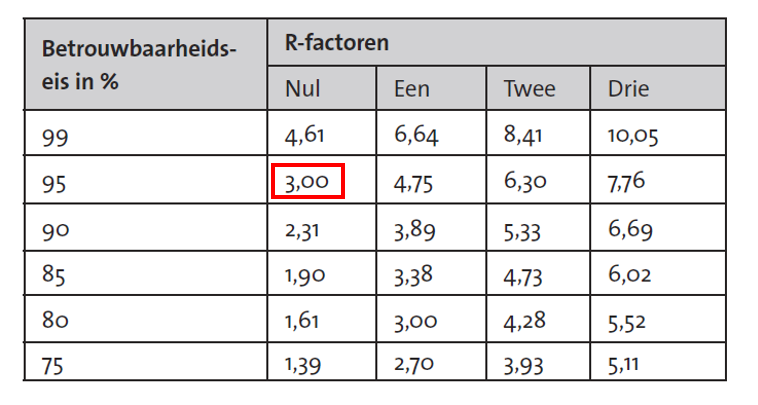 Betrouwbaarheids-
eis in %
R-factoren
Nul Een Twee Drie
99 4,61 6,64 8,41 10,05
95 3,00 4,75 6,30 7,76
90 2,31 3,89 5,33 6,69
85 1,90 3,38 4,73 6,02
80 1,61 3,00 4,28 5,52
75 1,39 2,70 3,93 5,11